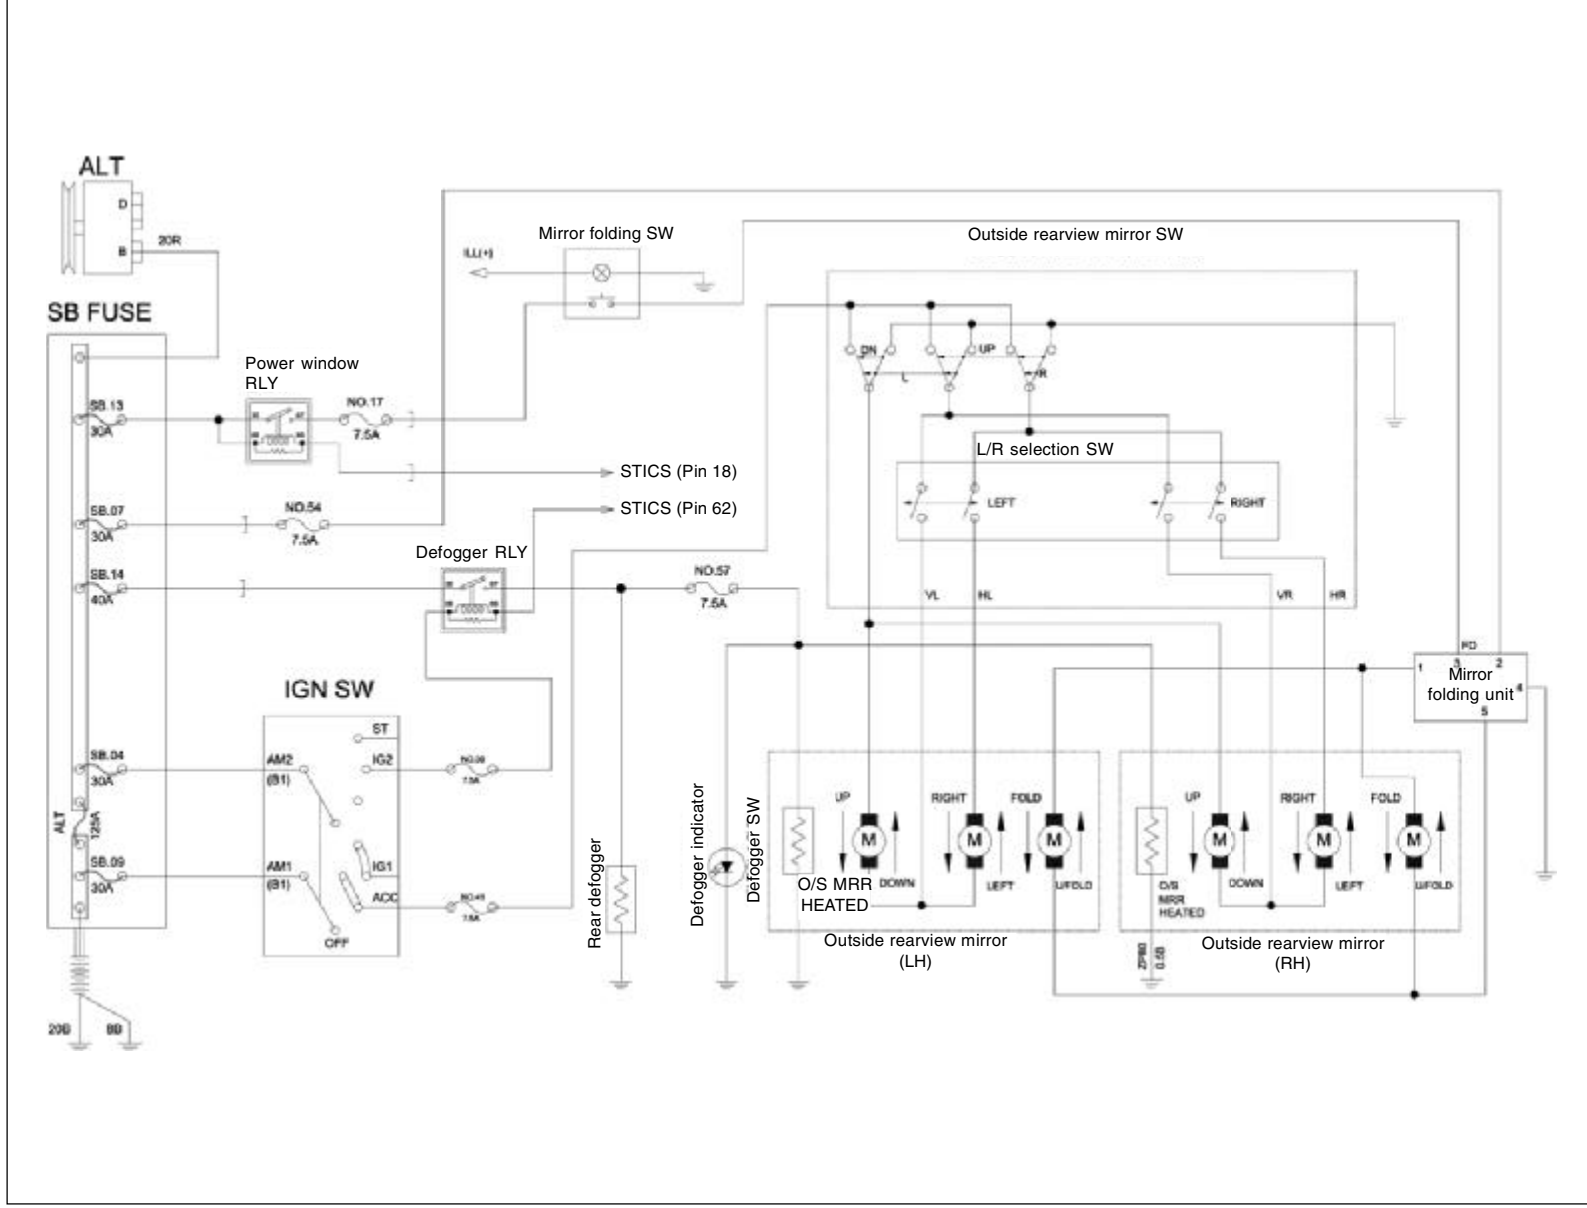 ALT
D
B
20R
SB FUSE
Mirror folding SW
ILL(+)
Outside rearview mirror SW
Power window
RLY
SB.13
30A
NO.17
7.5A
DN
UP
L
R
L/R selection SW
STICS (Pin 18)
STICS (Pin 62)
LEFT
RIGHT
SB.07
30A
NO.54
7.5A
Defogger RLY
SB.14
40A
NO.57
7.5A
VL
HL
VR
HR
FD
1
3
2
Mirror
folding unit
4
5
IGN SW
ST
SB.04
30A
AM2
(B1)
IG2
7.5A
ALT
125A
SB.09
30A
AM1
(B1)
IG1
ACC
7.5A
OFF
Rear defogger
Defogger indicator
Defogger SW
UP
DOWN
RIGHT
LEFT
FOLD
U/FOLD
O/S MRR
HEATED
Outside rearview mirror
(LH)
UP
DOWN
RIGHT
LEFT
FOLD
U/FOLD
O/S
MRR
HEATED
M
M
M
M
M
M
Outside rearview mirror
(RH)
0.5B
20B
8B